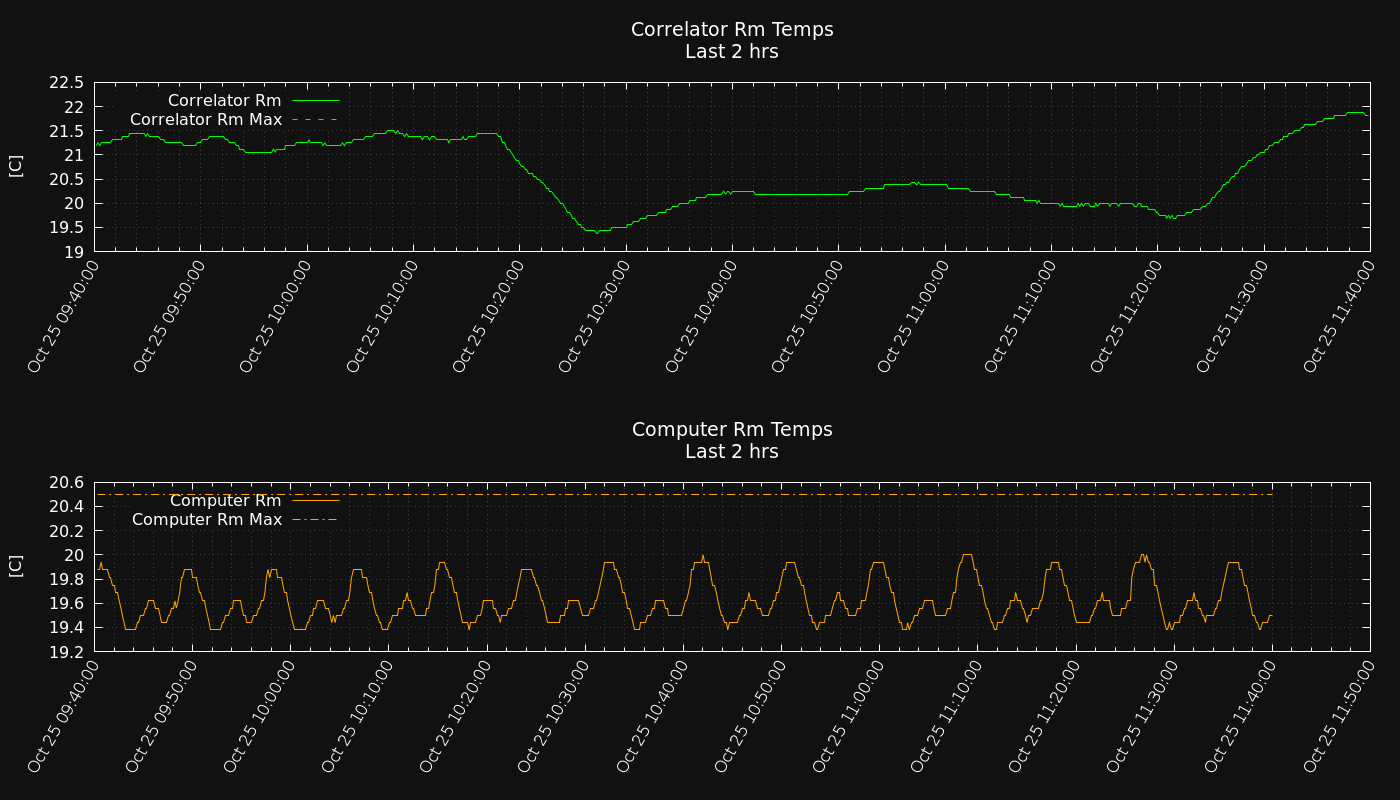 Correlator Rm Temps
Last 2 hrs
22.5
22
21.5
21
20.5
20
19.5
19
[C]
Correlator Rm
Correlator Rm Max
Oct 25 09:40:00
Oct 25 09:50:00
Oct 25 10:00:00
Oct 25 10:10:00
Oct 25 10:20:00
Oct 25 10:30:00
Oct 25 10:40:00
Oct 25 10:50:00
Oct 25 11:00:00
Oct 25 11:10:00
Oct 25 11:20:00
Oct 25 11:30:00
Oct 25 11:40:00
Computer Rm Temps
Last 2 hrs
20.6
20.4
20.2
20
19.8
19.6
19.4
19.2
[C]
Computer Rm
Computer Rm Max
Oct 25 09:40:00
Oct 25 09:50:00
Oct 25 10:00:00
Oct 25 10:10:00
Oct 25 10:20:00
Oct 25 10:30:00
Oct 25 10:40:00
Oct 25 10:50:00
Oct 25 11:00:00
Oct 25 11:10:00
Oct 25 11:20:00
Oct 25 11:30:00
Oct 25 11:40:00
Oct 25 11:50:00